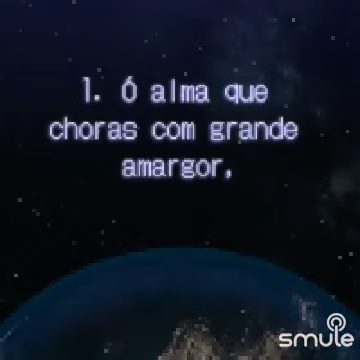 1. Ó alma que
choras com grande
amargor,
smule